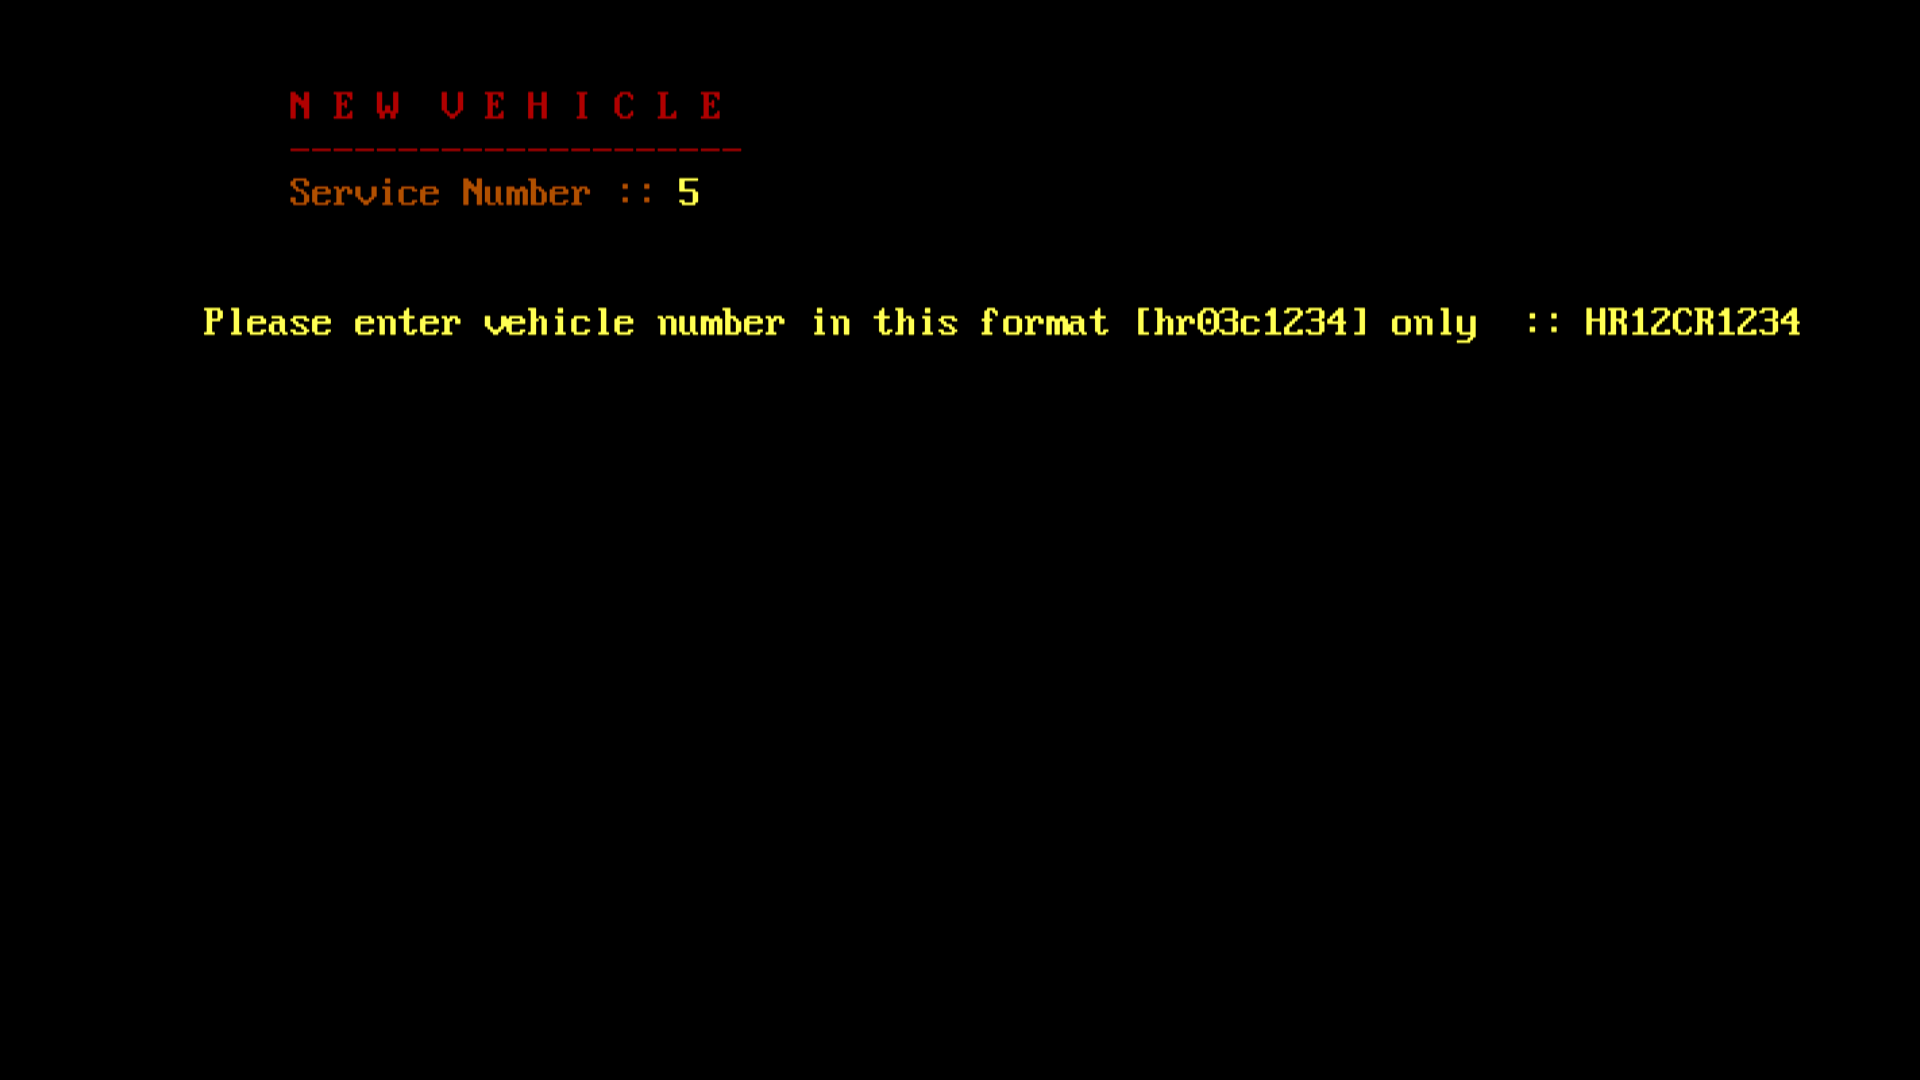 N E W  V E H I C L E
---------------------
Service Number :: 5
Please enter vehicle number in this format [hr03c1234] only  :: HR12CR1234